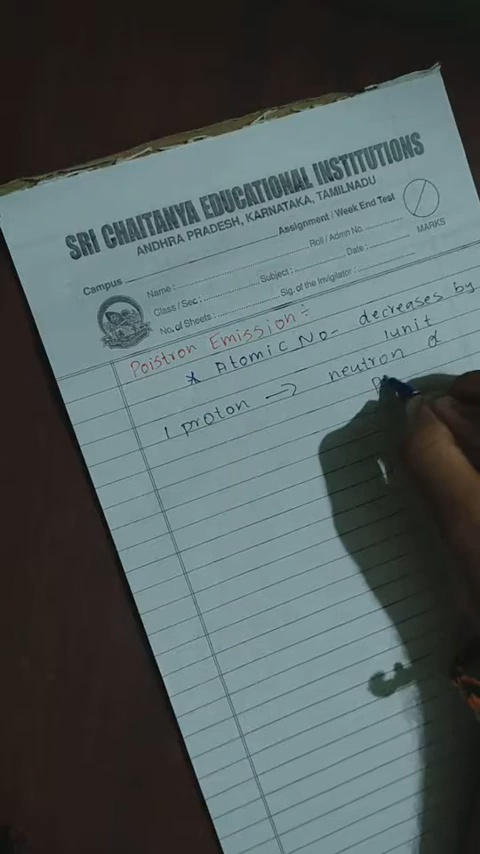 SRI CHAITANYA EDUCATIONAL INSTITUTIONS
ANDHRA PRADESH, KARNATAKA, TAMILNADU
Assignment / Week End Test
Campus
Name :
Roll / Admn No.
MARKS
Class / Sec :
Subject :
Date :
No. of Sheets :
Sig. of the Invigilator :
Poistron Emission :-
* Atomic No- decreases by
1unit
1 proton → neutron &
p